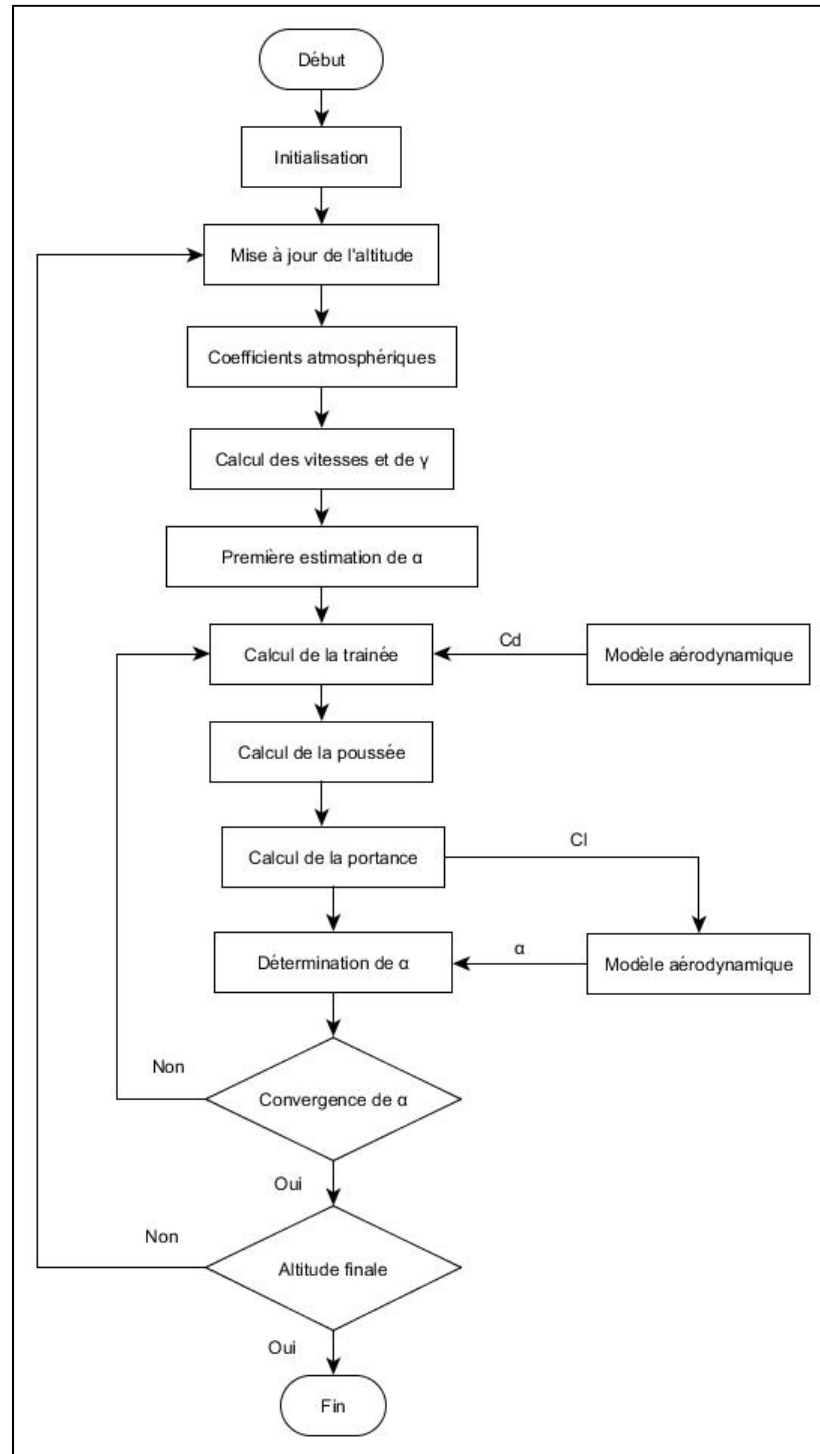 Début
Initialisation
Mise à jour de l'altitude
Coefficients atmosphériques
Calcul des vitesses et de γ
Première estimation de α
Calcul de la trainée
Cd
Modèle aérodynamique
Calcul de la poussée
Calcul de la portance
Cl
Détermination de α
α
Modèle aérodynamique
Non
Convergence de α
Oui
Non
Altitude finale
Oui
Fin